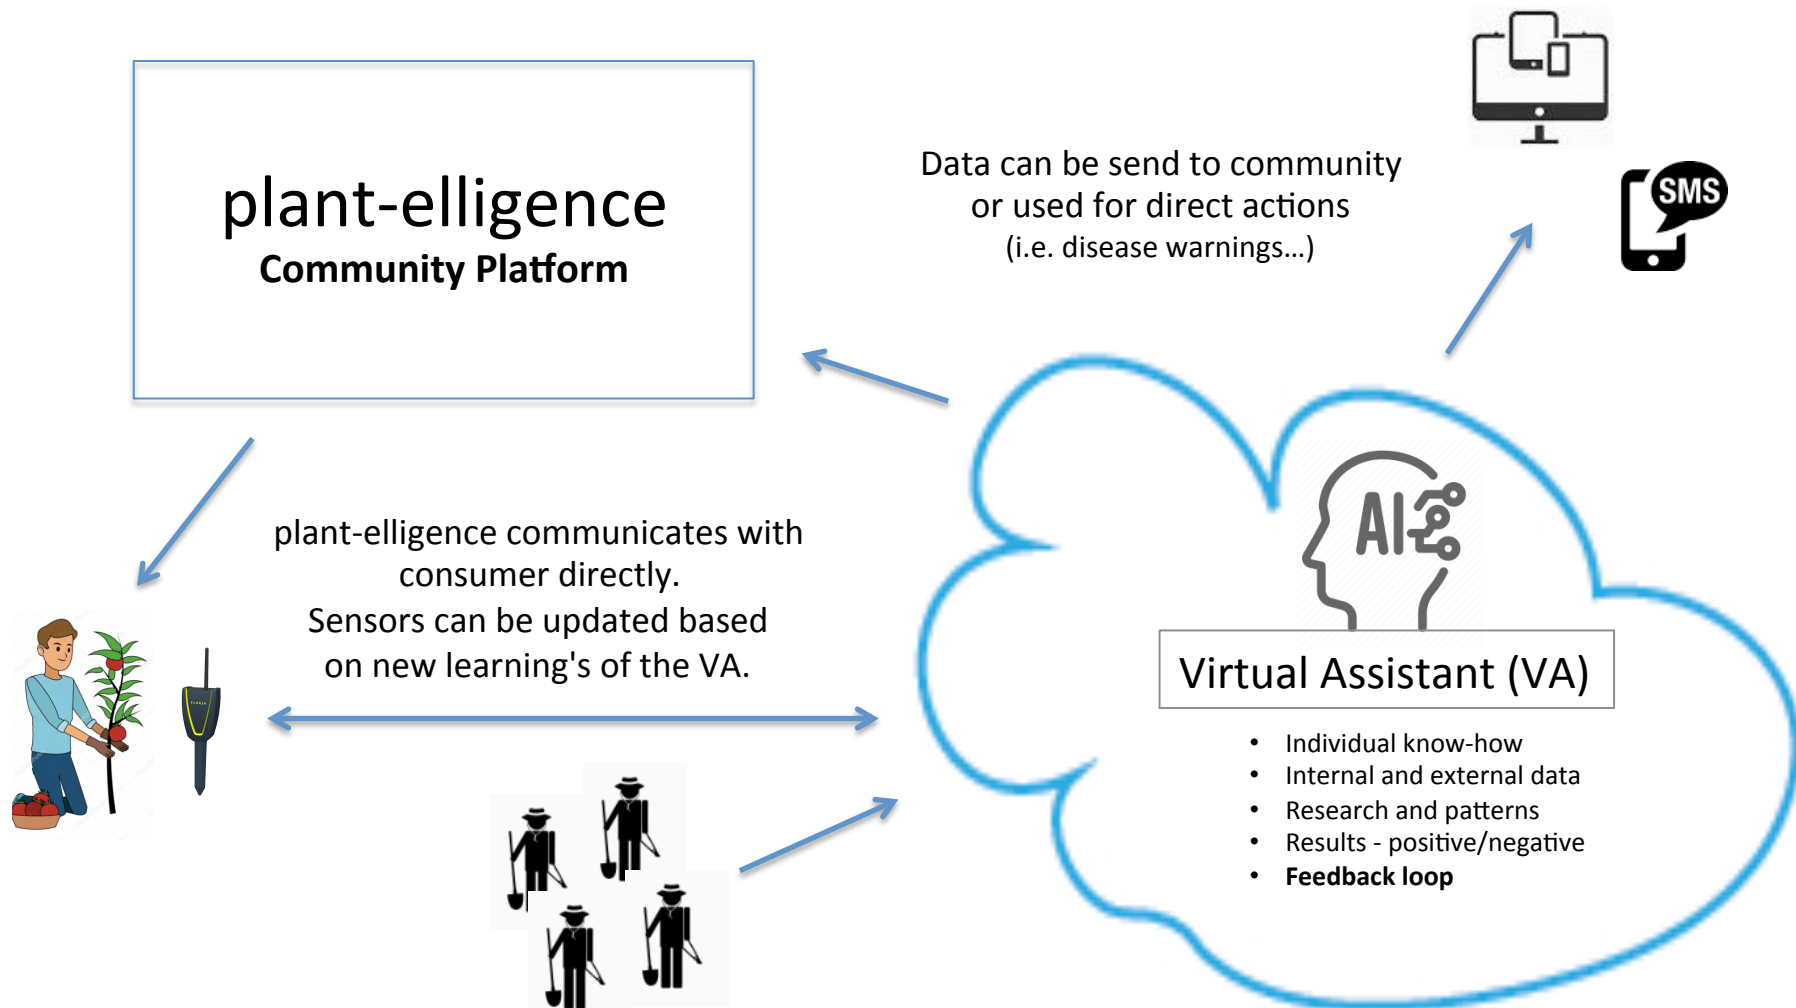 plant-elligence
Community Platform
Data can be send to community
or used for direct actions
(i.e. disease warnings...)
SMS
plant-elligence communicates with
consumer directly.
Sensors can be updated based
on new learning's of the VA.
AI
Virtual Assistant (VA)
• Individual know-how
• Internal and external data
• Research and patterns
• Results - positive/negative
• Feedback loop